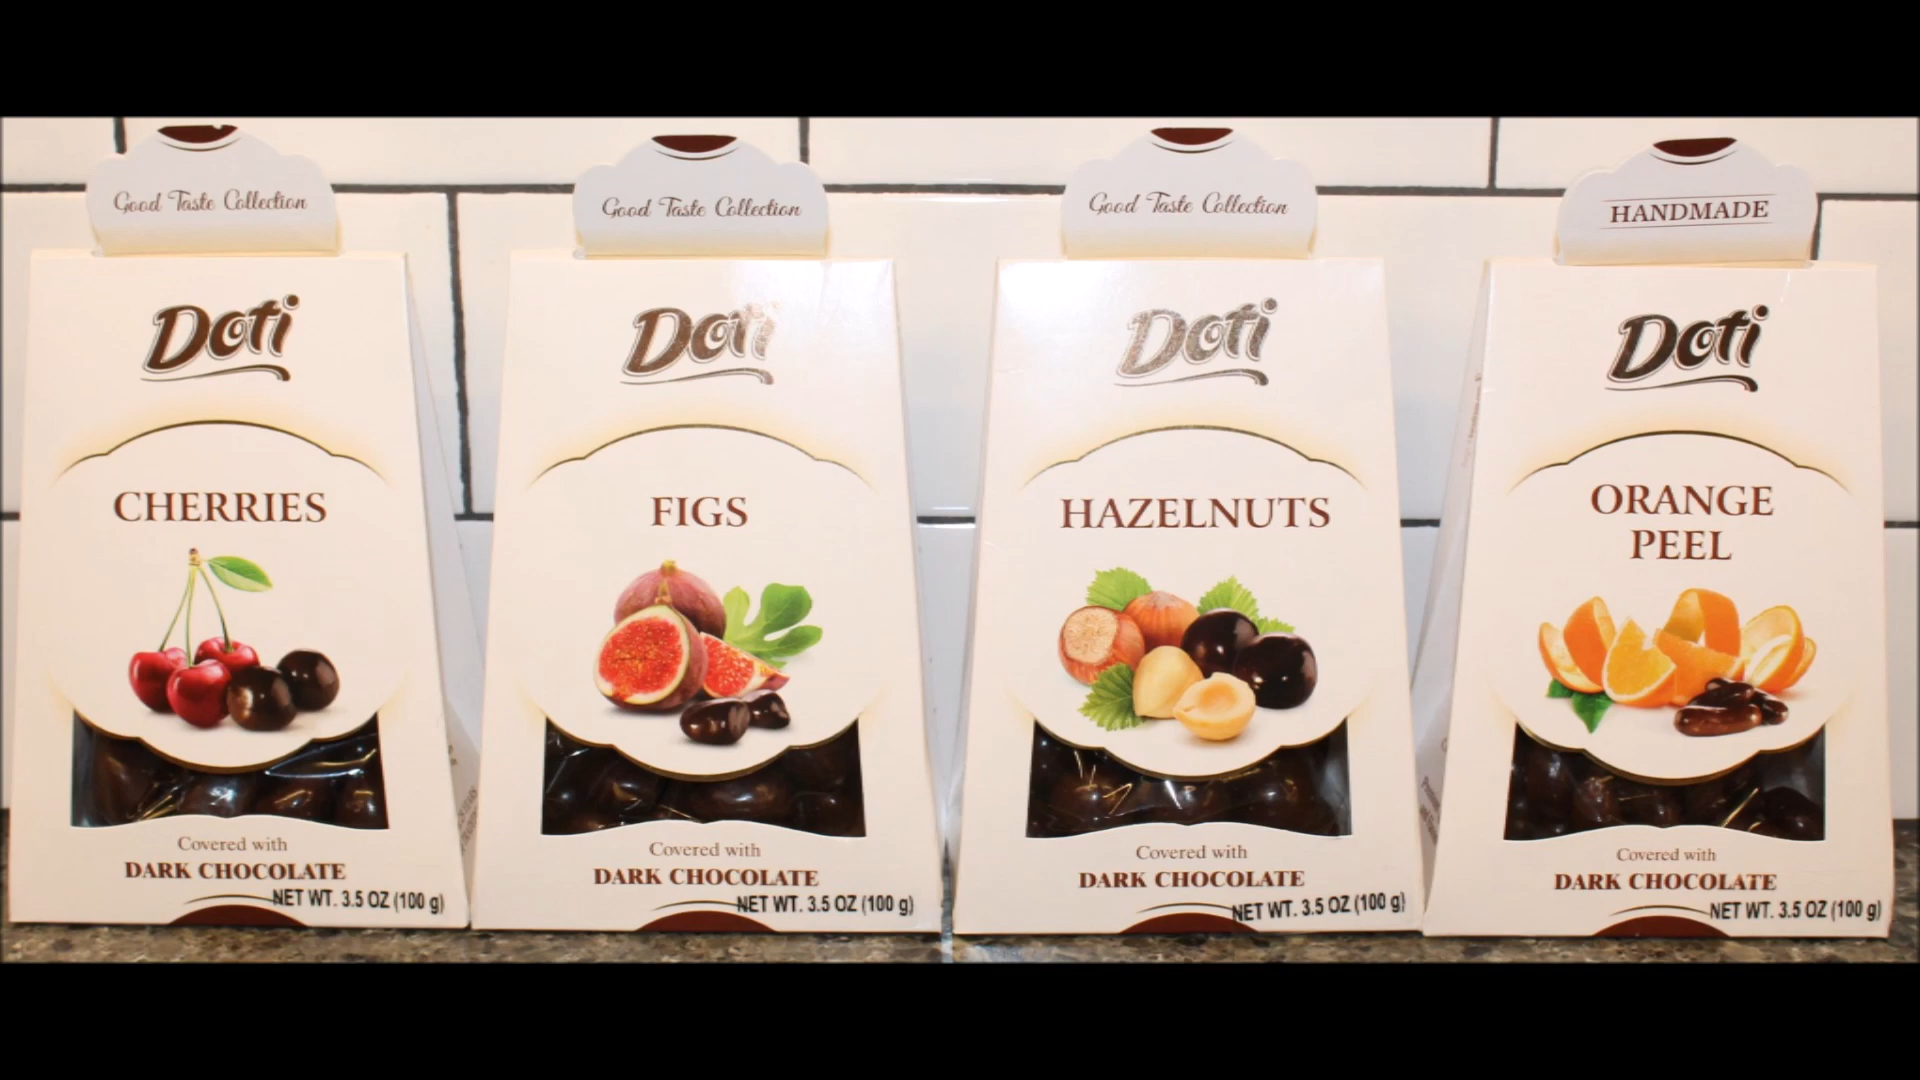 Good Taste Collection
Doti
CHERRIES
Covered with
DARK CHOCOLATE
NET WT. 3.5 OZ (100 g)
Good Taste Collection
Doti
FIGS
Covered with
DARK CHOCOLATE
NET WT. 3.5 OZ (100 g)
Good Taste Collection
Doti
HAZELNUTS
Covered with
DARK CHOCOLATE
NET WT. 3.5 OZ (100 g)
HANDMADE
Doti
ORANGE
PEEL
Covered with
DARK CHOCOLATE
NET WT. 3.5 OZ (100 g)